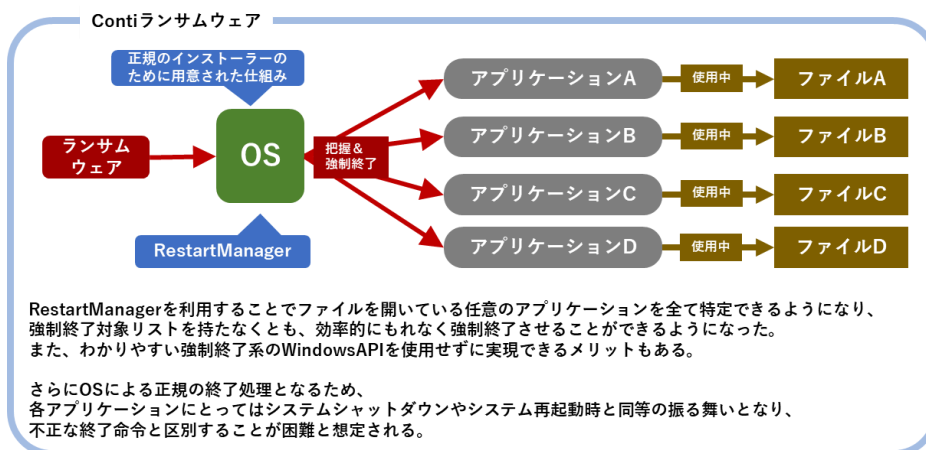 Contiランサムウェア
正規のインストーラーの
ために用意された仕組み
アプリケーションA
使用中
ファイルA
ランサム
ウェア
OS
把握＆
強制終了
アプリケーションB
使用中
ファイルB
アプリケーションC
使用中
ファイルC
RestartManager
アプリケーションD
使用中
ファイルD
RestartManagerを利用することでファイルを開いている任意のアプリケーションを全て特定できるようになり、
強制終了対象リストを持たなくとも、効率的にもれなく強制終了させることができるようになった。
また、わかりやすい強制終了系のWindowsAPIを使用せずに実現できるメリットもある。
さらにOSによる正規の終了処理となるため、
各アプリケーションにとってはシステムシャットダウンやシステム再起動時と同等の振る舞いとなり、
不正な終了命令と区別することが困難と想定される。